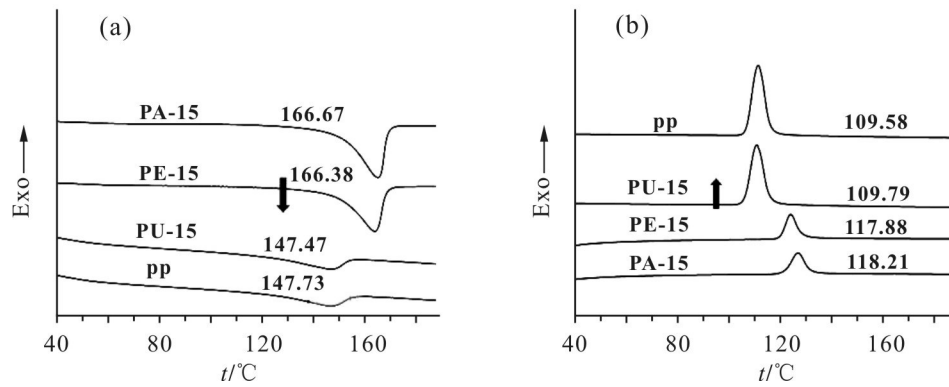 (a)
Exo
PA-15 166.67
PE-15 166.38
PU-15 147.47
pp 147.73
40 80 120 160
t/℃
(b)
Exo
pp 109.58
PU-15 109.79
PE-15 117.88
PA-15 118.21
40 80 120 160
t/℃